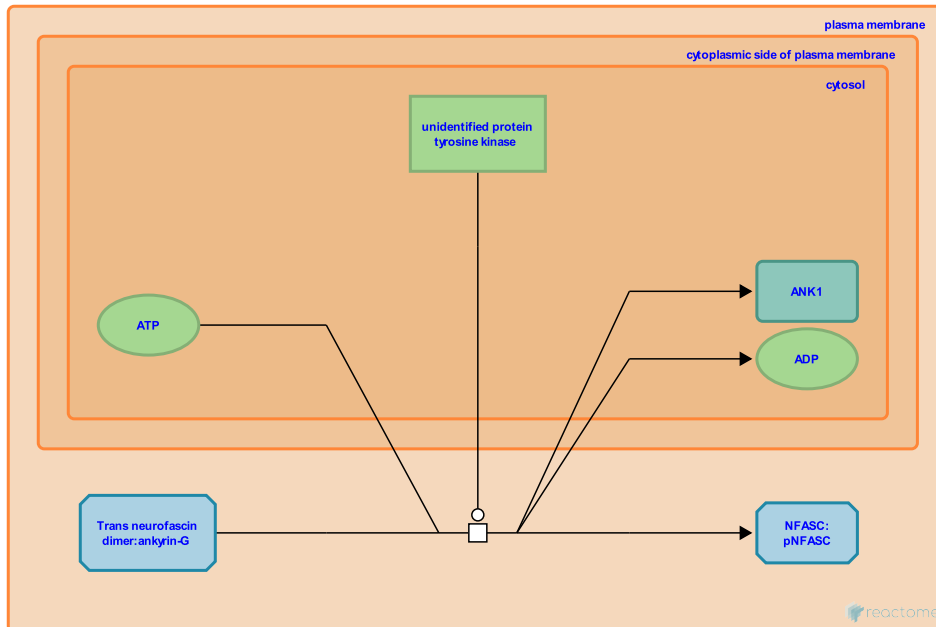 plasma membrane
cytoplasmic side of plasma membrane
cytosol
unidentified protein
tyrosine kinase
ANK1
ATP
ADP
Trans neurofascin
dimer:ankyrin-G
NFASC:
pNFASC
reactome